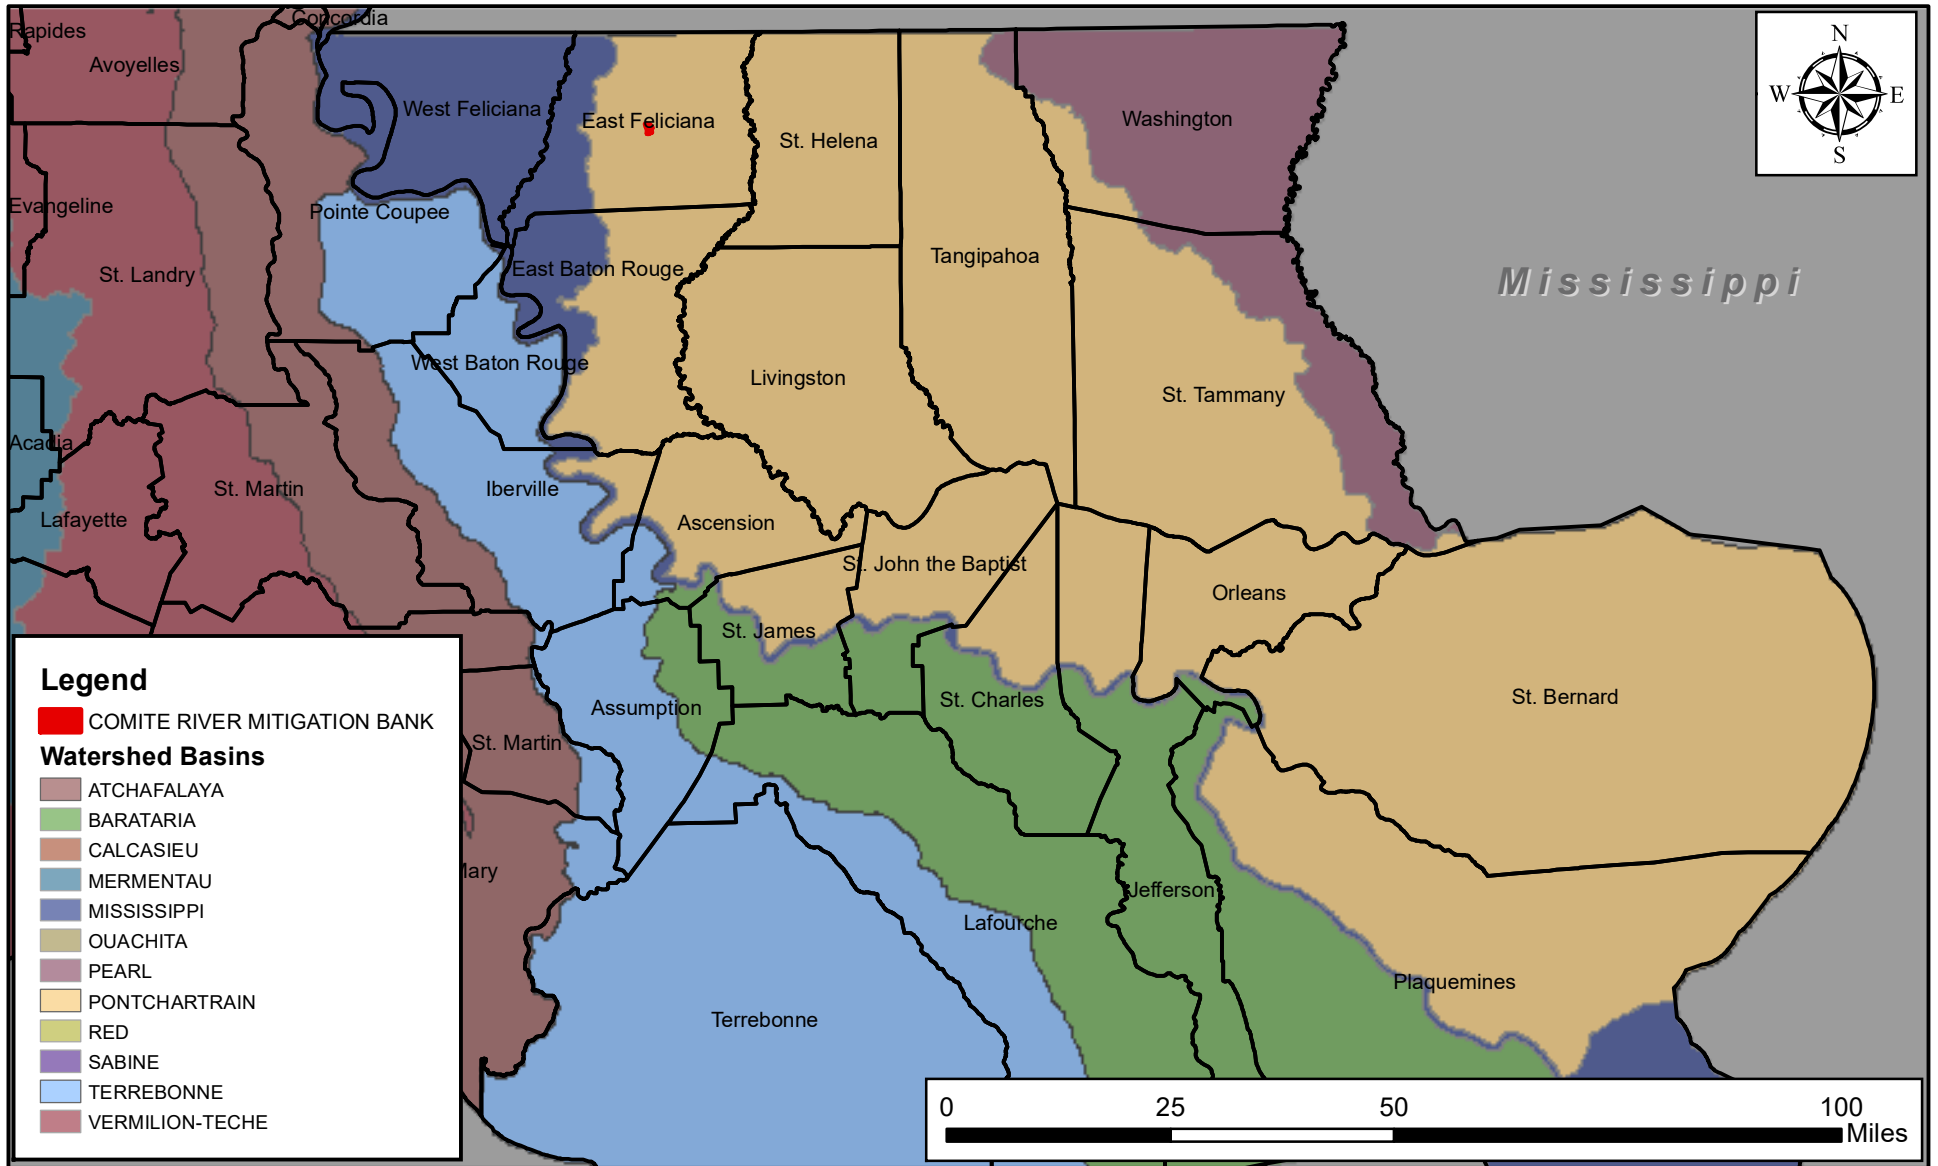 Concordia
Rapides
Avoyelles
West Feliciana
East Feliciana
St. Helena
Washington
N
W
E
S
Evangeline
Pointe Coupee
St. Landry
East Baton Rouge
Tangipahoa
Mississippi
West Baton Rouge
Livingston
St. Tammany
Acadia
St. Martin
Iberville
Lafayette
Ascension
St. John the Baptist
Orleans
St. James
Assumption
St. Charles
St. Bernard
St. Martin
Mary
Jefferson
Lafourche
Plaquemines
Terrebonne
Legend
COMITE RIVER MITIGATION BANK
Watershed Basins
ATCHAFALAYA
BARATARIA
CALCASIEU
MERMENTAU
MISSISSIPPI
OUACHITA
PEARL
PONTCHARTRAIN
RED
SABINE
TERREBONNE
VERMILION-TECHE
0 25 50 100
Miles